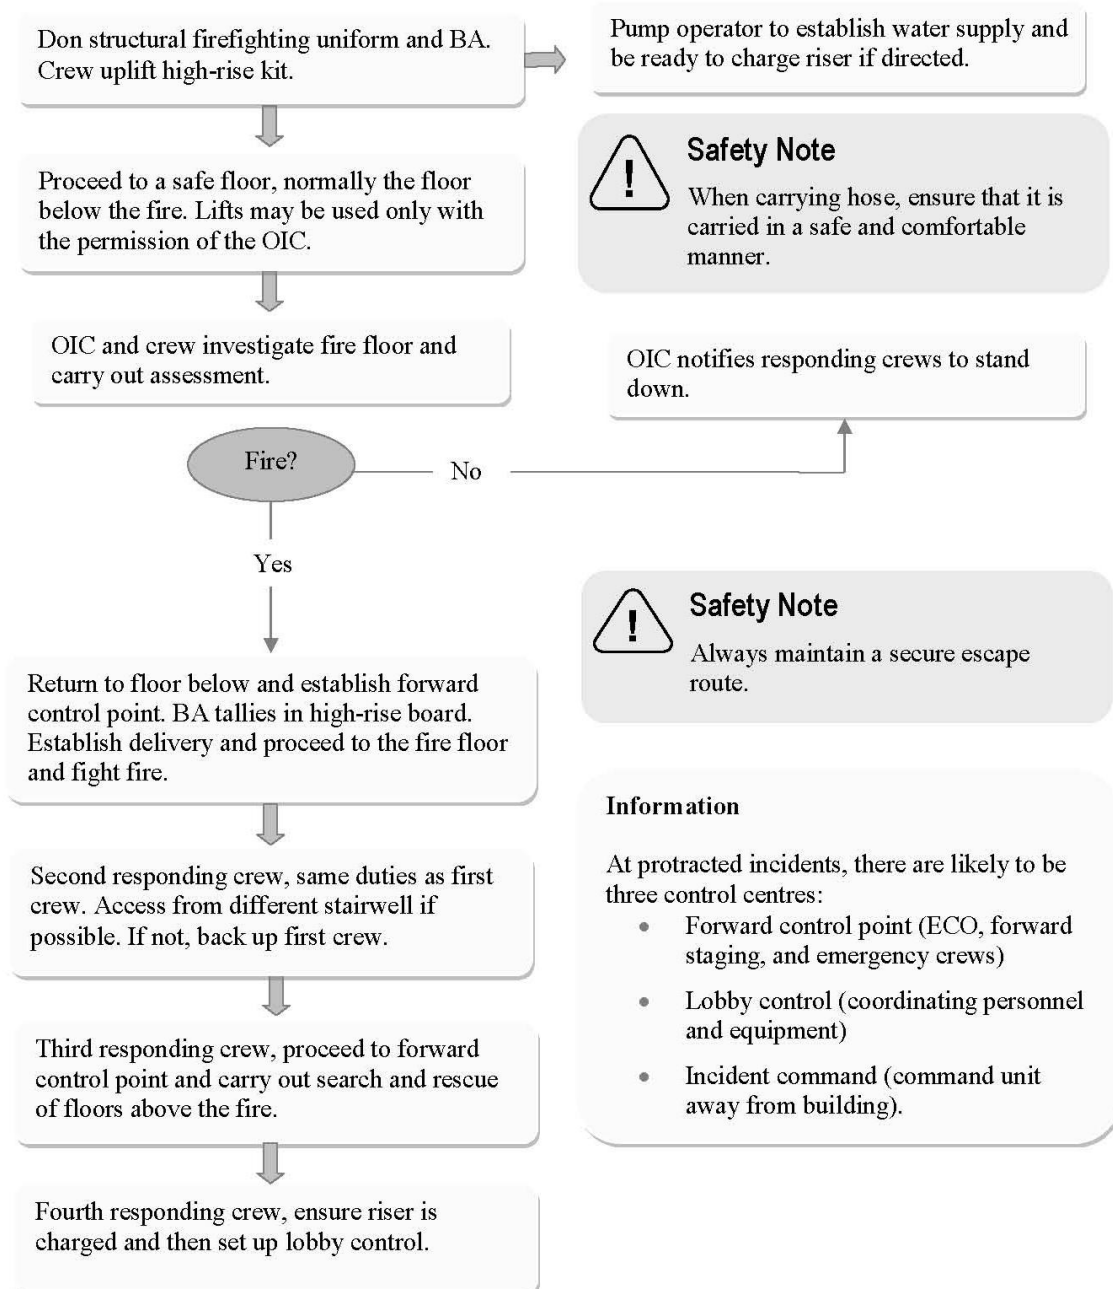 Don structural firefighting uniform and BA.
Crew uplift high-rise kit.
Pump operator to establish water supply and
be ready to charge riser if directed.
Safety Note
When carrying hose, ensure that it is
carried in a safe and comfortable
manner.
Proceed to a safe floor, normally the floor
below the fire. Lifts may be used only with
the permission of the OIC.
OIC and crew investigate fire floor and
carry out assessment.
OIC notifies responding crews to stand
down.
Fire?
No
Yes
Safety Note
Always maintain a secure escape
route.
Return to floor below and establish forward
control point. BA tallies in high-rise board.
Establish delivery and proceed to the fire floor
and fight fire.
Second responding crew, same duties as first
crew. Access from different stairwell if
possible. If not, back up first crew.
Third responding crew, proceed to forward
control point and carry out search and rescue
of floors above the fire.
Fourth responding crew, ensure riser is
charged and then set up lobby control.
Information
At protracted incidents, there are likely to be
three control centres:
• Forward control point (ECO, forward
staging, and emergency crews)
• Lobby control (coordinating personnel
and equipment)
• Incident command (command unit
away from building).